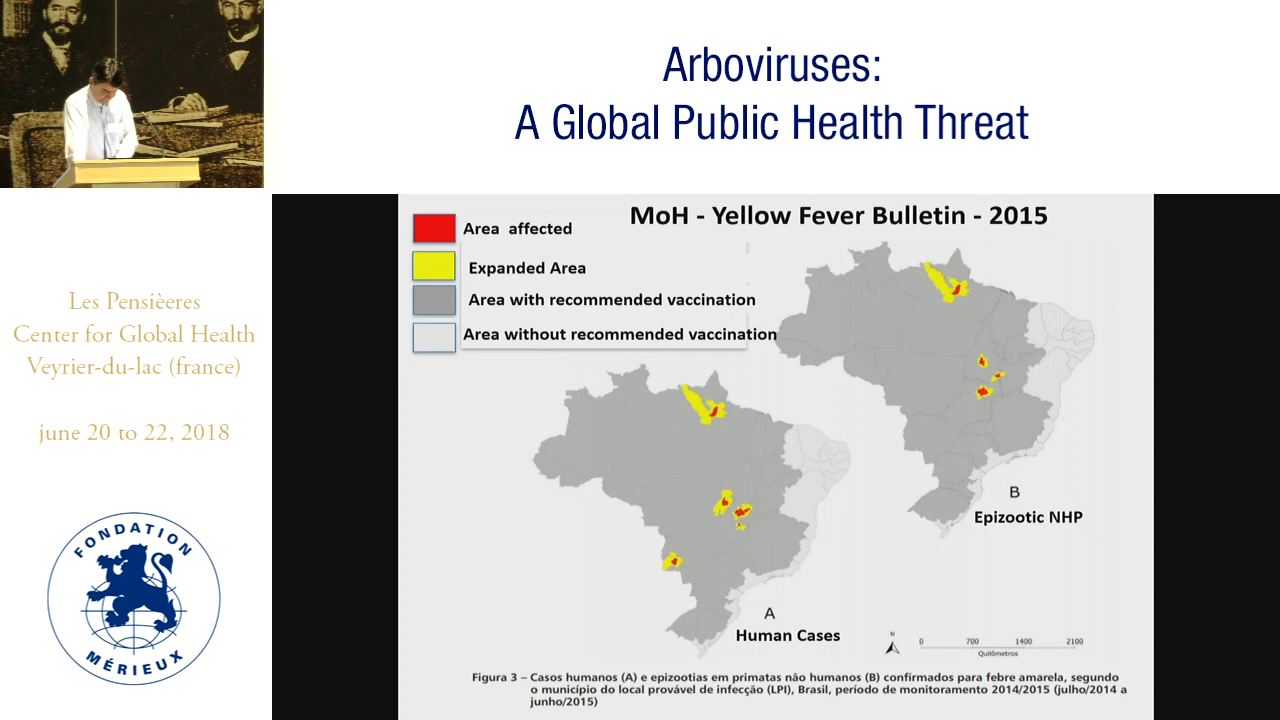 Arboviruses:
A Global Public Health Threat
Les Pensièeres
Center for Global Health
Veyrier-du-lac (france)
june 20 to 22, 2018
FONDATION
MÉRIEUX
MoH - Yellow Fever Bulletin - 2015
Area affected
Expanded Area
Area with recommended vaccination
Area without recommended vaccination
B
Epizootic NHP
A
Human Cases
N
0 700 1400 2100
Quilômetros
Figura 3 – Casos humanos (A) e epizootias em primatas não humanos (B) confirmados para febre amarela, segundo
o município do local provável de infecção (LPI), Brasil, período de monitoramento 2014/2015 (julho/2014 a
junho/2015)